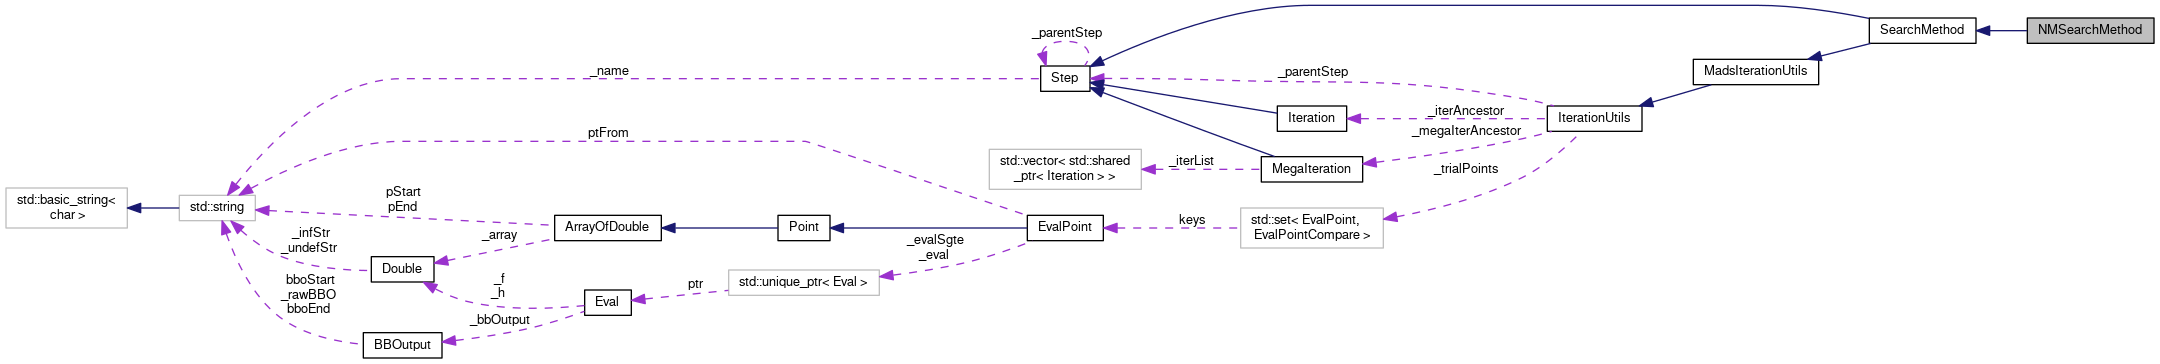 SearchMethod
NMSearchMethod
_parentStep
_name
Step
_parentStep
MadsIterationUtils
_iterAncestor
Iteration
IterationUtils
ptFrom
_megaIterAncestor
std::vector< std::shared
_ptr< Iteration > >
_iterList
MegaIteration
_trialPoints
std::basic_string<
char >
std::string
pStart
pEnd
ArrayOfDouble
Point
EvalPoint
keys
std::set< EvalPoint,
EvalPointCompare >
_infStr
_undefStr
_array
_evalSgte
_eval
Double
bboStart
_rawBBO
bboEnd
_f
_h
ptr
std::unique_ptr< Eval >
Eval
_bbOutput
BBOutput